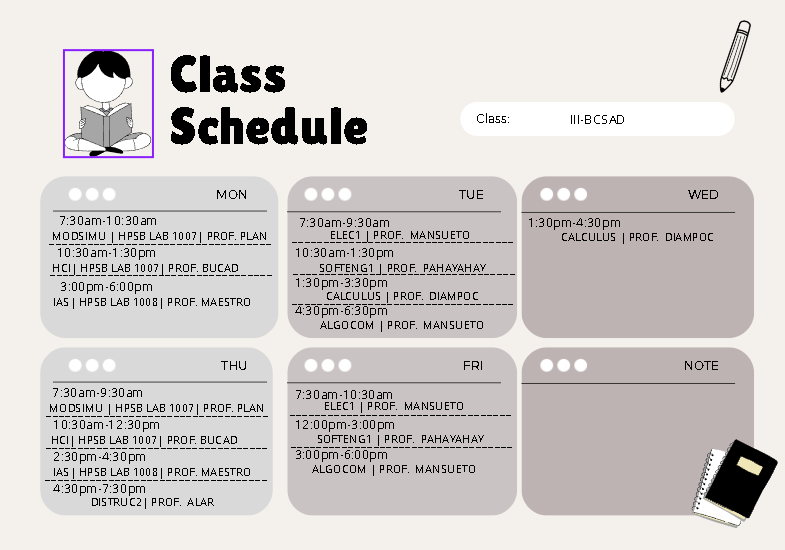 Class
Schedule
Class: III-BCSAD
MON
7:30am-10:30am
MODSIMU | HPSB LAB 1007| PROF. PLAN
10:30am-1:30pm
HCI| HPSB LAB 1007| PROF. BUCAD
3:00pm-6:00pm
IAS | HPSB LAB 1008| PROF. MAESTRO
TUE
7:30am-9:30am
ELEC1 | PROF. MANSUETO
10:30am-1:30pm
SOFTENG1 | PROF. PAHAYAHAY
1:30pm-3:30pm
CALCULUS | PROF. DIAMPOC
4:30pm-6:30pm
ALGOCOM | PROF. MANSUETO
WED
1:30pm-4:30pm
CALCULUS | PROF. DIAMPOC
THU
7:30am-9:30am
MODSIMU | HPSB LAB 1007| PROF. PLAN
10:30am-12:30pm
HCI| HPSB LAB 1007| PROF. BUCAD
2:30pm-4:30pm
IAS | HPSB LAB 1008| PROF. MAESTRO
4:30pm-7:30pm
DISTRUC2| PROF. ALAR
FRI
7:30am-10:30am
ELEC1 | PROF. MANSUETO
12:00pm-3:00pm
SOFTENG1 | PROF. PAHAYAHAY
3:00pm-6:00pm
ALGOCOM | PROF. MANSUETO
NOTE